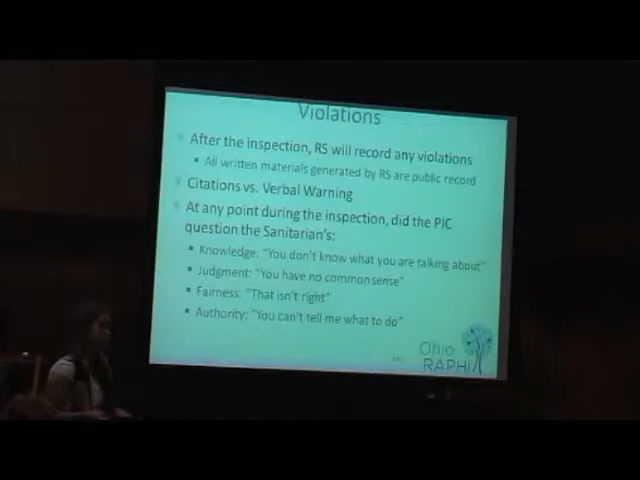 Violations
After the inspection, RS will record any violations
All written materials generated by RS are public record
Citations vs. Verbal Warning
At any point during the inspection, did the PIC
question the Sanitarian's:
Knowledge: "You don't know what you are talking about"
Judgment: "You have no common sense"
Fairness: "That isn't right"
Authority: "You can't tell me what to do"
Ohio
RAPHI